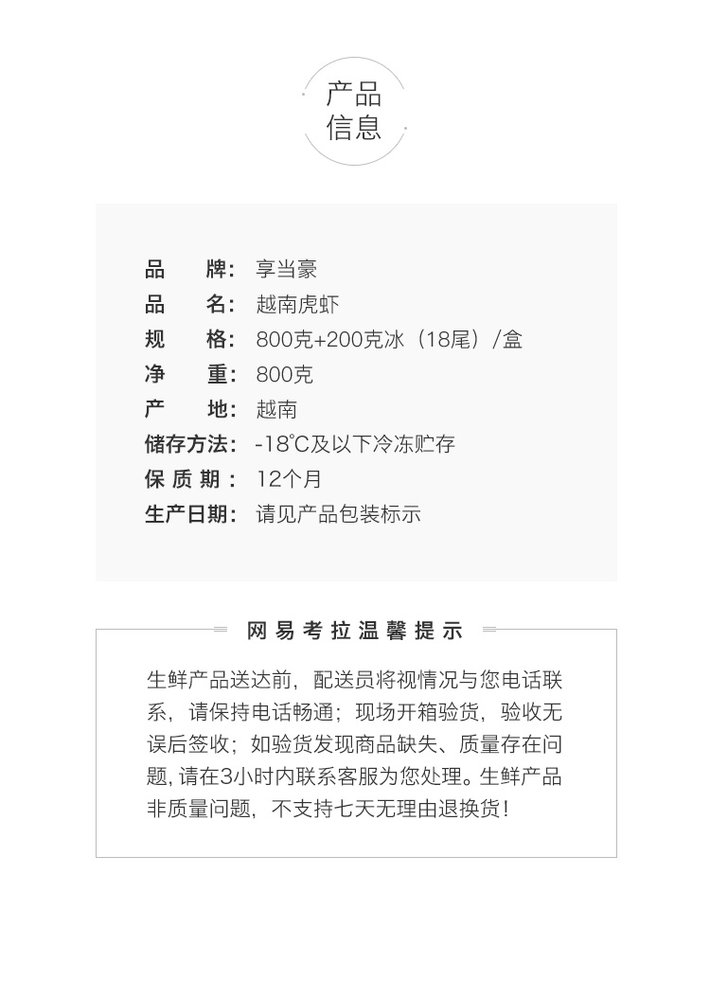 产品
信息
品牌： 享当豪
品名： 越南虎虾
规格： 800克+200克冰（18尾）/盒
净重： 800克
产地： 越南
储存方法： -18℃及以下冷冻贮存
保质期： 12个月
生产日期： 请见产品包装标示
网易考拉温馨提示
生鲜产品送达前，配送员将视情况与您电话联
系，请保持电话畅通；现场开箱验货，验收无
误后签收；如验货发现商品缺失、质量存在问
题，请在3小时内联系客服为您处理。生鲜产品
非质量问题，不支持七天无理由退换货！